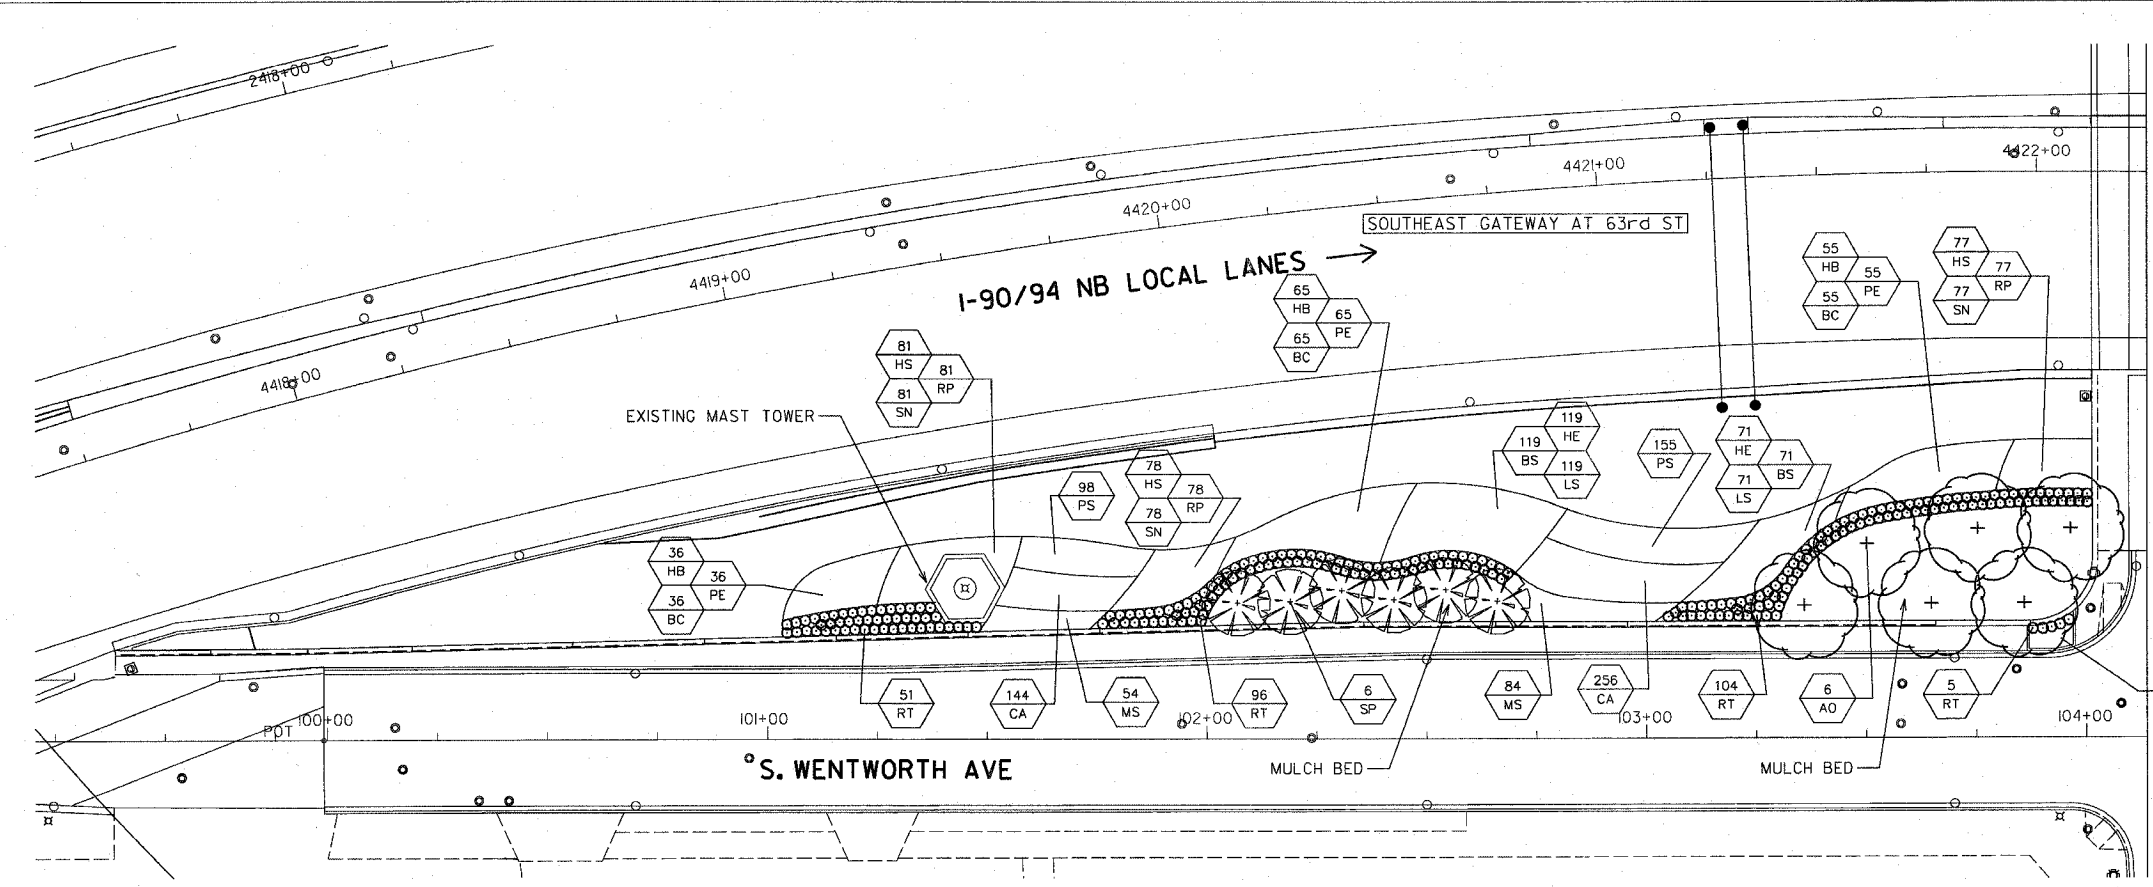 2418+00
4422+00
4421+00
4420+00
SOUTHEAST GATEWAY AT 63rd ST
4419+00
I-90/94 NB LOCAL LANES
4418+00
55
HB
55
PE
55
BC
77
HS
77
RP
77
SN
65
HB
65
PE
65
BC
81
HS
81
RP
81
SN
EXISTING MAST TOWER
119
HE
119
BS
119
LS
155
PS
71
HE
71
BS
71
LS
98
PS
78
HS
78
RP
78
SN
36
HB
36
PE
36
BC
51
RT
144
CA
54
MS
96
RT
6
SP
84
MS
256
CA
104
RT
6
AO
5
RT
POT
100+00
101+00
102+00
103+00
104+00
S. WENTWORTH AVE
MULCH BED
MULCH BED